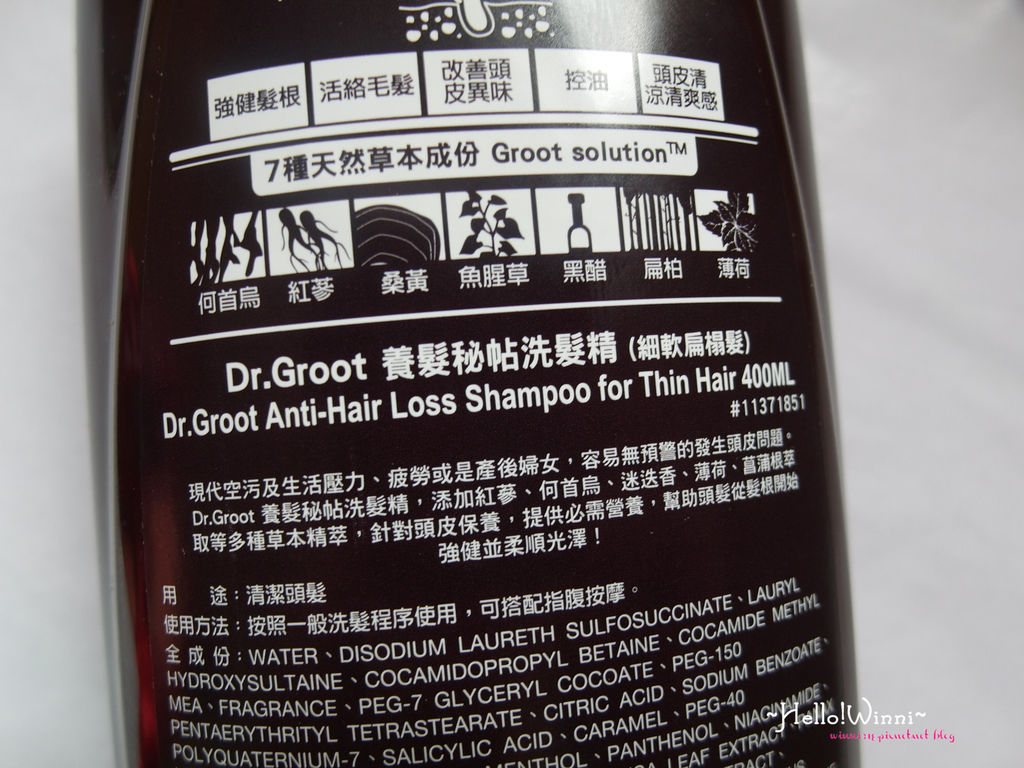 強健髮根 活絡毛髮 改善頭皮異味 控油 頭皮清涼清爽感
7種天然草本成份 Groot solution™
何首烏 紅蔘 桑黃 魚腥草 黑醋 扁柏 薄荷
Dr.Groot 養髮秘帖洗髮精 (細軟扁榻髮)
Dr.Groot Anti-Hair Loss Shampoo for Thin Hair 400ML
#11371851
現代空污及生活壓力、疲勞或是產後婦女，容易無預警的發生頭皮問題。
Dr.Groot 養髮秘帖洗髮精，添加紅蔘、何首烏、迷迭香、薄荷、菖蒲根萃
取等多種草本精萃，針對頭皮保養，提供必需營養，幫助頭髮從髮根開始
強健並柔順光澤！
用 途：清潔頭髮
使用方法：按照一般洗髮程序使用，可搭配指腹按摩。
全成份：WATER、DISODIUM LAURETH SULFOSUCCINATE、LAURYL
HYDROXYSULTAINE、COCAMIDOPROPYL BETAINE、COCAMIDE METHYL
MEA、FRAGRANCE、PEG-7 GLYCERYL COCOATE、PEG-150
PENTAERYTHRITYL TETRASTEARATE、CITRIC ACID、SODIUM BENZOATE、
POLYQUATERNIUM-7、SALICYLIC ACID、CARAMEL、PEG-40
MENTHOL、PANTHENOL、NIACINAMIDE、
LEAF EXTRACT
~Hello!Winni~